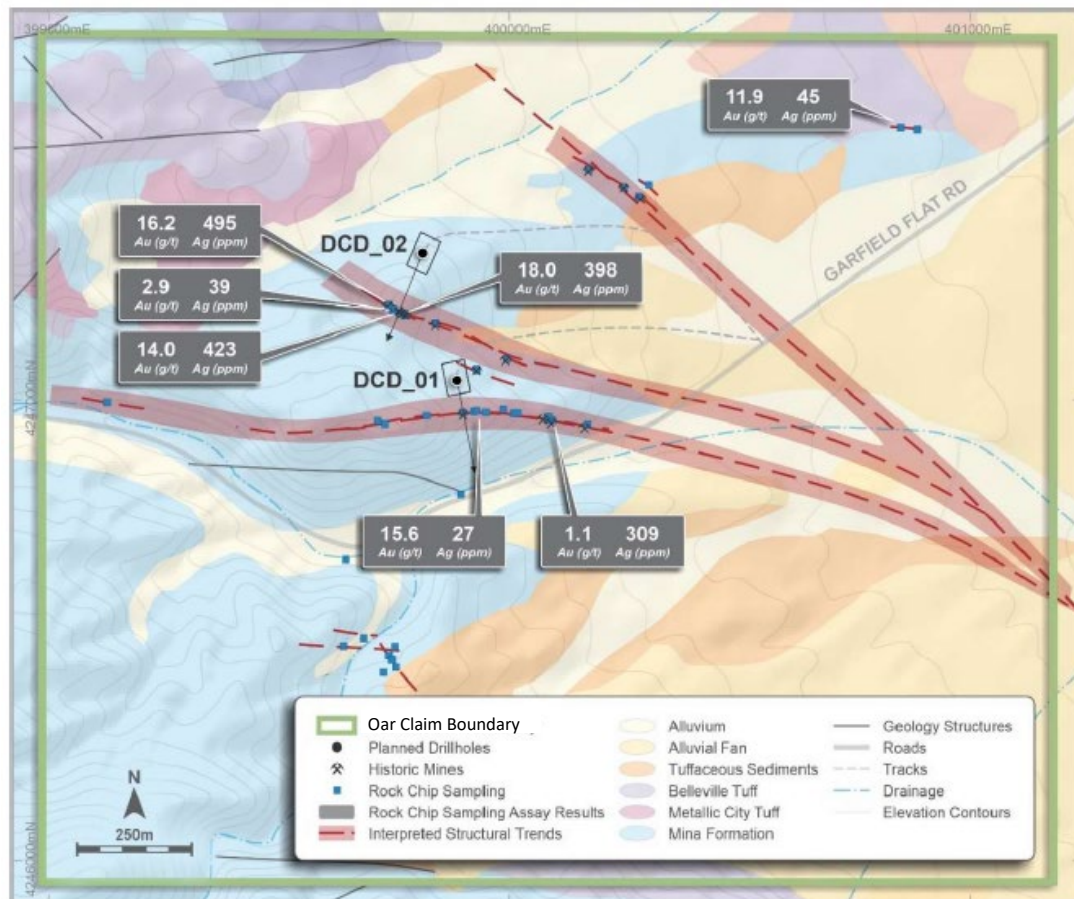 399000mE
400000mE
401000mE
11.9 45
Au (g/t) Ag (ppm)
GARFIELD FLAT RD
16.2 495
Au (g/t) Ag (ppm)
DCD_02
18.0 398
Au (g/t) Ag (ppm)
2.9 39
Au (g/t) Ag (ppm)
14.0 423
Au (g/t) Ag (ppm)
DCD_01
4247000mN
15.6 27
Au (g/t) Ag (ppm)
1.1 309
Au (g/t) Ag (ppm)
N
250m
4246000mN
Oar Claim Boundary
Planned Drillholes
Historic Mines
Rock Chip Sampling
Rock Chip Sampling Assay Results
Interpreted Structural Trends
Alluvium
Alluvial Fan
Tuffaceous Sediments
Belleville Tuff
Metallic City Tuff
Mina Formation
Geology Structures
Roads
Tracks
Drainage
Elevation Contours